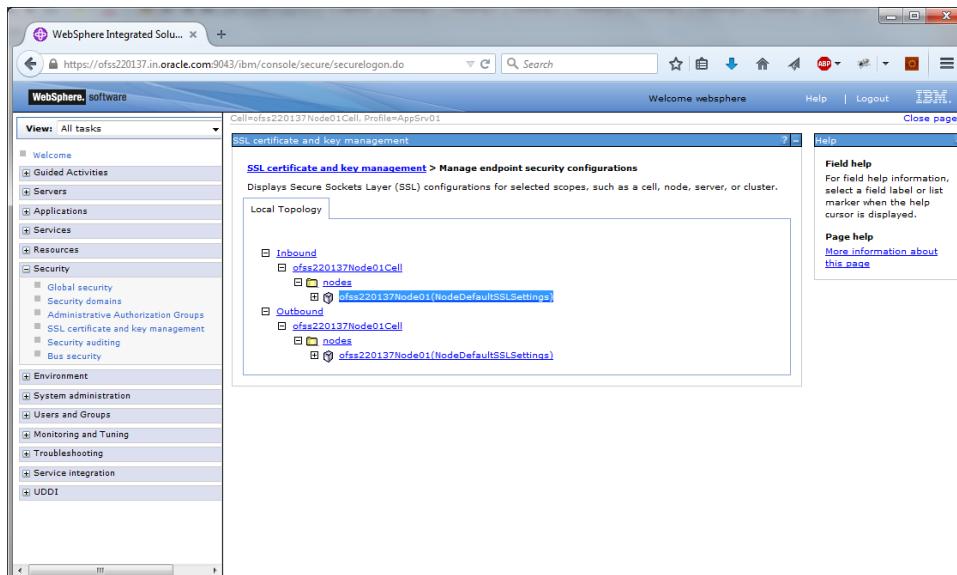 WebSphere Integrated Solu...
https://ofss220137.in.oracle.com:9043/ibm/console/secure/securelogon.do
Search
ABP
WebSphere. software
Welcome websphere
Help | Logout
IBM.
View: All tasks
Cell=ofss220137Node01Cell, Profile=AppSrv01
Close page
Welcome
Guided Activities
Servers
Applications
Services
Resources
Security
Global security
Security domains
Administrative Authorization Groups
SSL certificate and key management
Security auditing
Bus security
Environment
System administration
Users and Groups
Monitoring and Tuning
Troubleshooting
Service integration
UDDI
SSL certificate and key management
? -
SSL certificate and key management > Manage endpoint security configurations
Displays Secure Sockets Layer (SSL) configurations for selected scopes, such as a cell, node, server, or cluster.
Local Topology
Inbound
ofss220137Node01Cell
nodes
ofss220137Node01(NodeDefaultSSLSettings)
Outbound
ofss220137Node01Cell
nodes
ofss220137Node01(NodeDefaultSSLSettings)
Help
Field help
For field help information,
select a field label or list
marker when the help
cursor is displayed.
Page help
More information about
this page